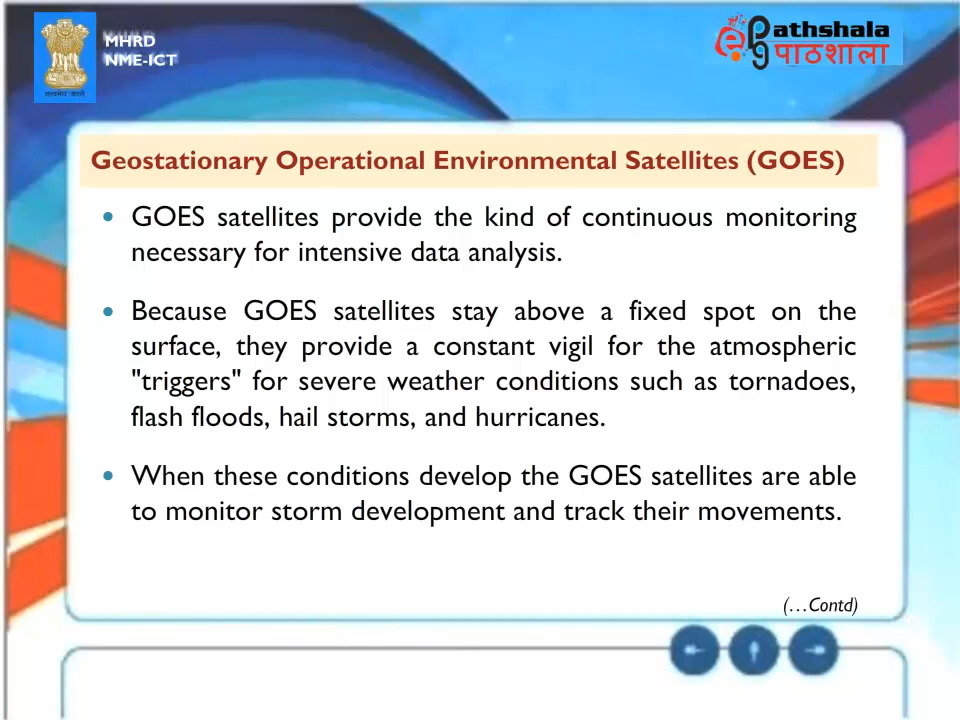 MHRD
NME-ICT
ePG Pathshala
पाठशाला
Geostationary Operational Environmental Satellites (GOES)
• GOES satellites provide the kind of continuous monitoring
necessary for intensive data analysis.
• Because GOES satellites stay above a fixed spot on the
surface, they provide a constant vigil for the atmospheric
"triggers" for severe weather conditions such as tornadoes,
flash floods, hail storms, and hurricanes.
• When these conditions develop the GOES satellites are able
to monitor storm development and track their movements.
(…Contd)